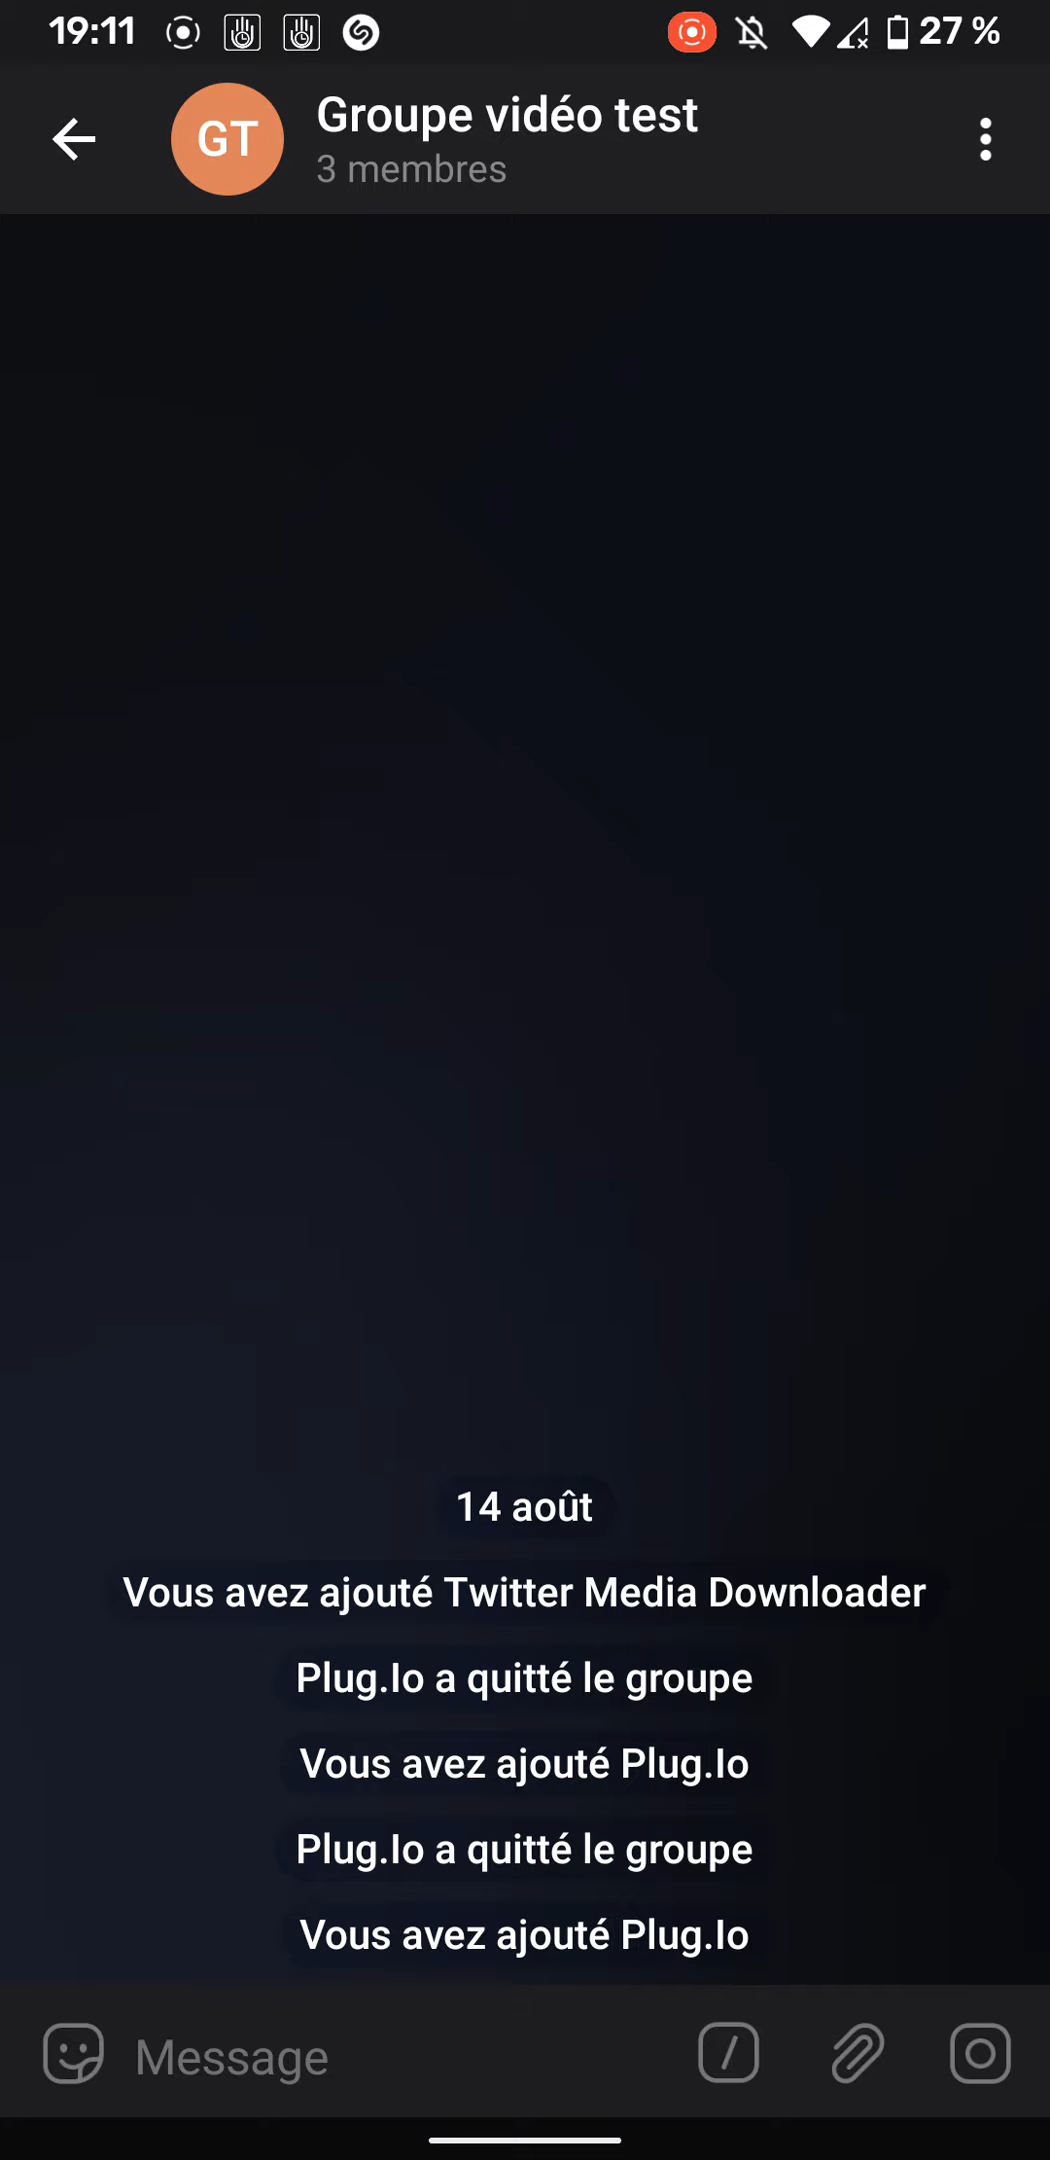 19:11
27 %
GT
Groupe vidéo test
3 membres
14 août
Vous avez ajouté Twitter Media Downloader
Plug.Io a quitté le groupe
Vous avez ajouté Plug.Io
Plug.Io a quitté le groupe
Vous avez ajouté Plug.Io
Message